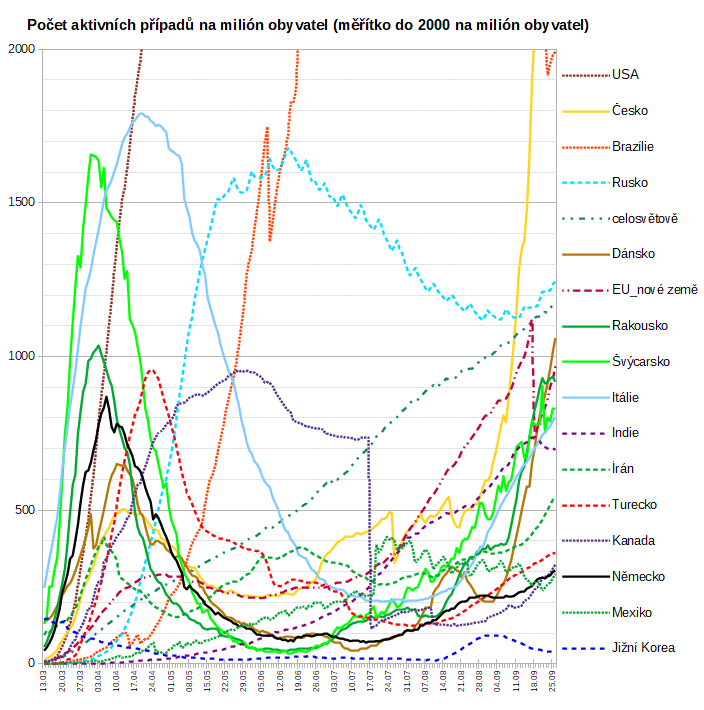 Počet aktivních případů na milión obyvatel (měřítko do 2000 na milión obyvatel)
2000
1500
1000
500
0
13.03 20.03 27.03 03.04 10.04 17.04 24.04 01.05 08.05 15.05 22.05 29.05 05.06 12.06 19.06 26.06 03.07 10.07 17.07 24.07 31.07 07.08 14.08 21.08 28.08 04.09 11.09 18.09 25.09
USA
Česko
Brazílie
Rusko
celosvětově
Dánsko
EU_nové země
Rakousko
Švýcarsko
Itálie
Indie
Írán
Turecko
Kanada
Německo
Mexiko
Jižní Korea